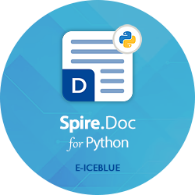 D
Spire.Doc
for Python
E-ICEBLUE